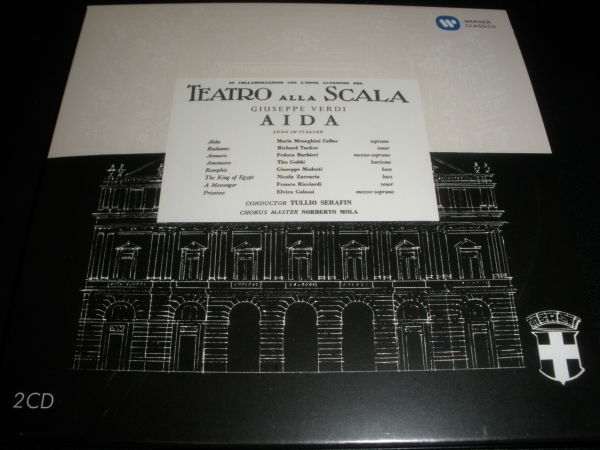 WARNER
CLASSICS
IN COLLABORAZIONE CON L'ENTE AUTONOMO DEL
TEATRO ALLA SCALA
GIUSEPPE VERDI
AIDA
SUNG IN ITALIAN
Aida Maria Meneghini Callas soprano
Radames Richard Tucker tenor
Amneris Fedora Barbieri mezzo-soprano
Amonasro Tito Gobbi baritone
Ramphis Giuseppe Modesti bass
The King of Egypt Nicola Zaccaria bass
A Messenger Franco Ricciardi tenor
Priestess Elvira Galassi mezzo-soprano
CONDUCTOR TULLIO SERAFIN
CHORUS MASTER NORBERTO MOLA
2CD